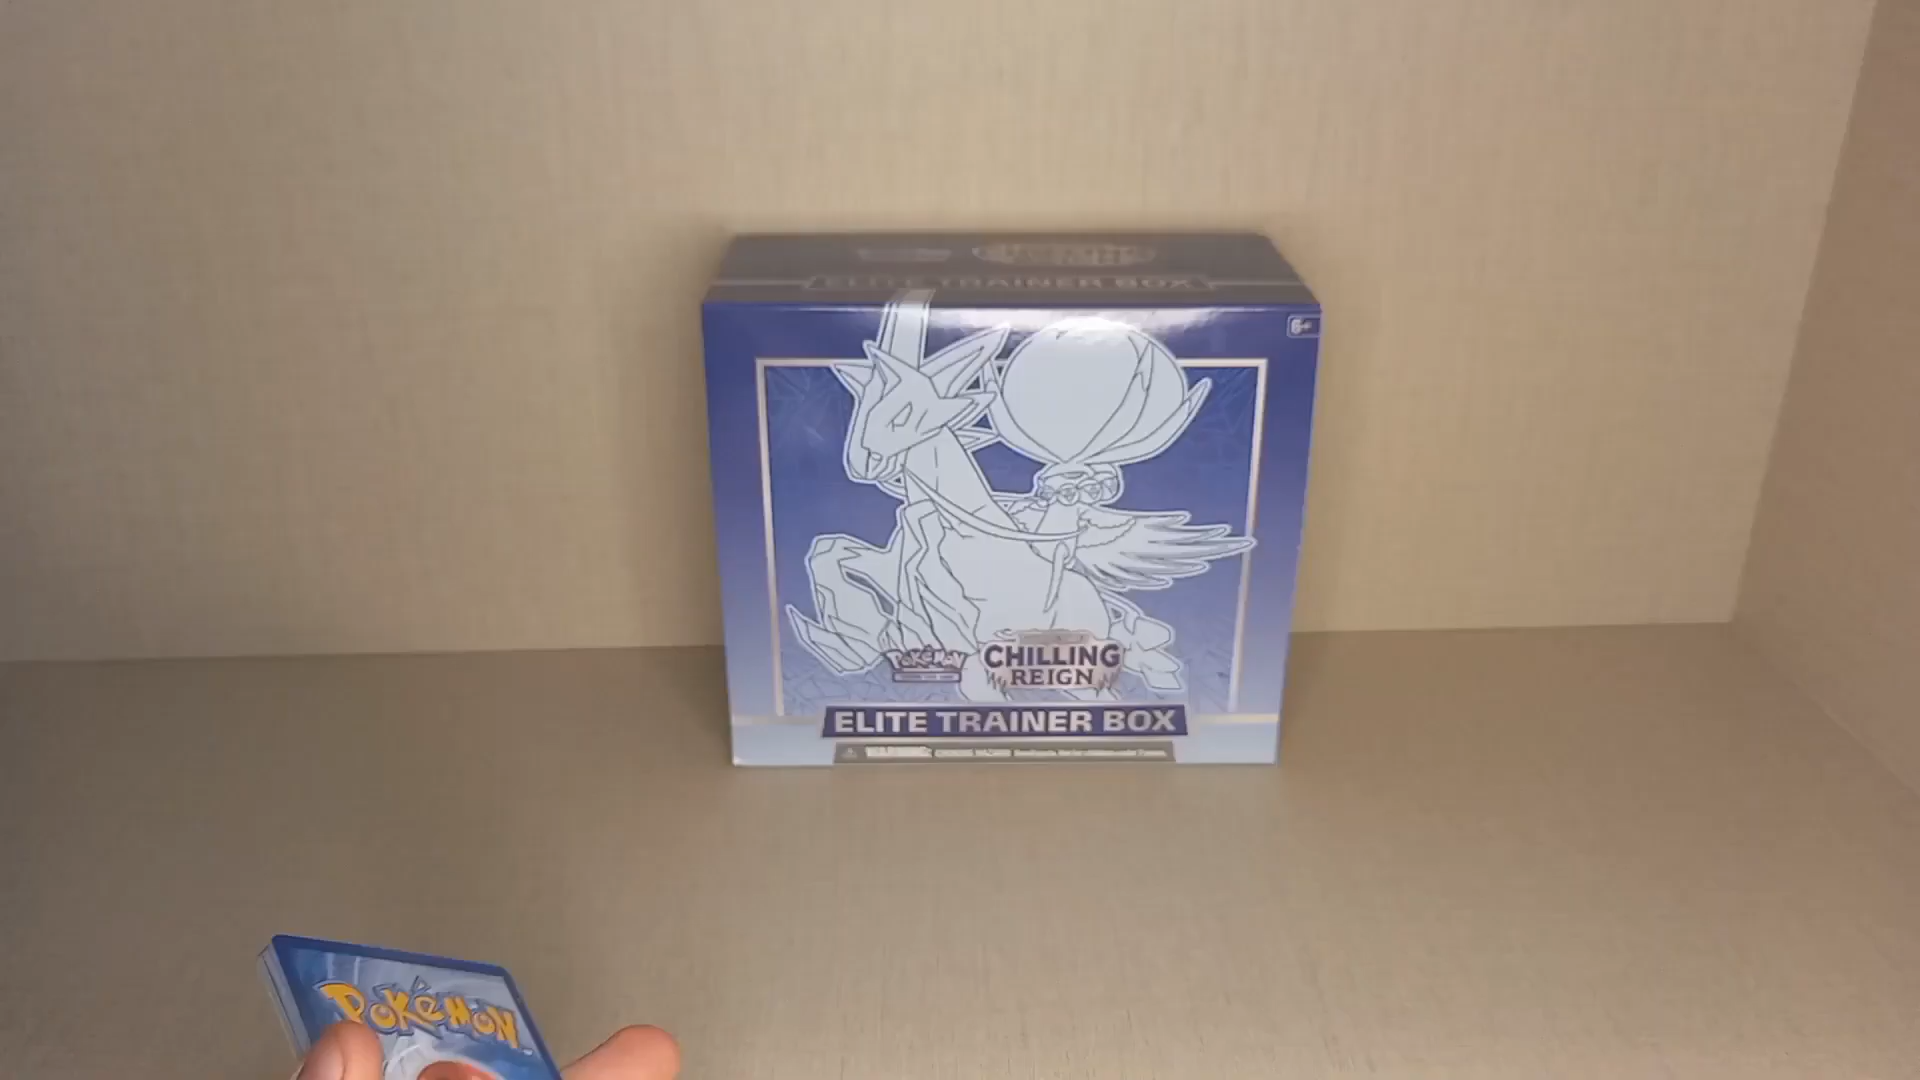 ELITE TRAINER BOX
6+
POKéMON
CHILLING
REIGN
ELITE TRAINER BOX
WARNING:
POKéMON